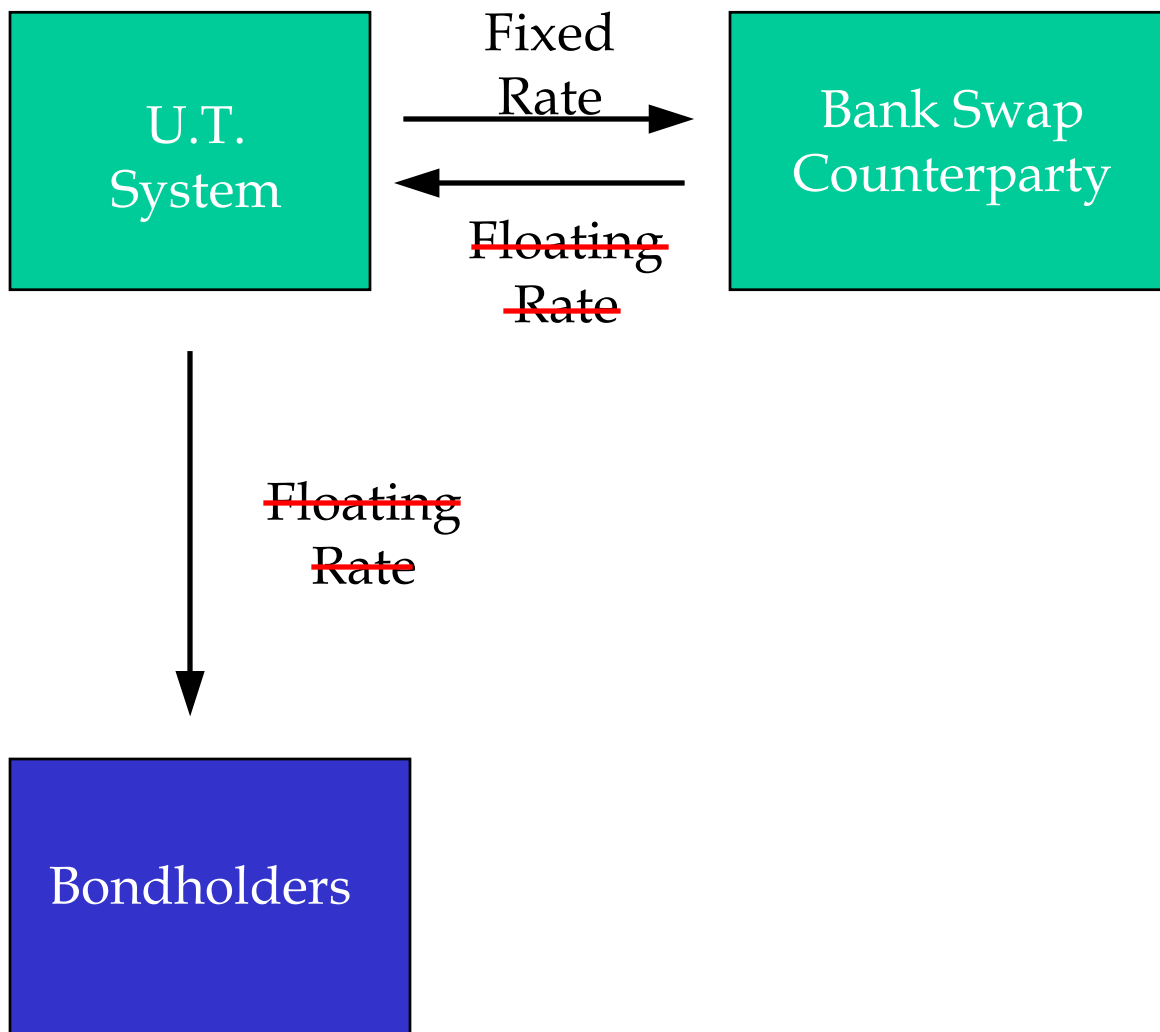 U.T.
System
Fixed
Rate
Bank Swap
Counterparty
Floating
Rate
Floating
Rate
Bondholders